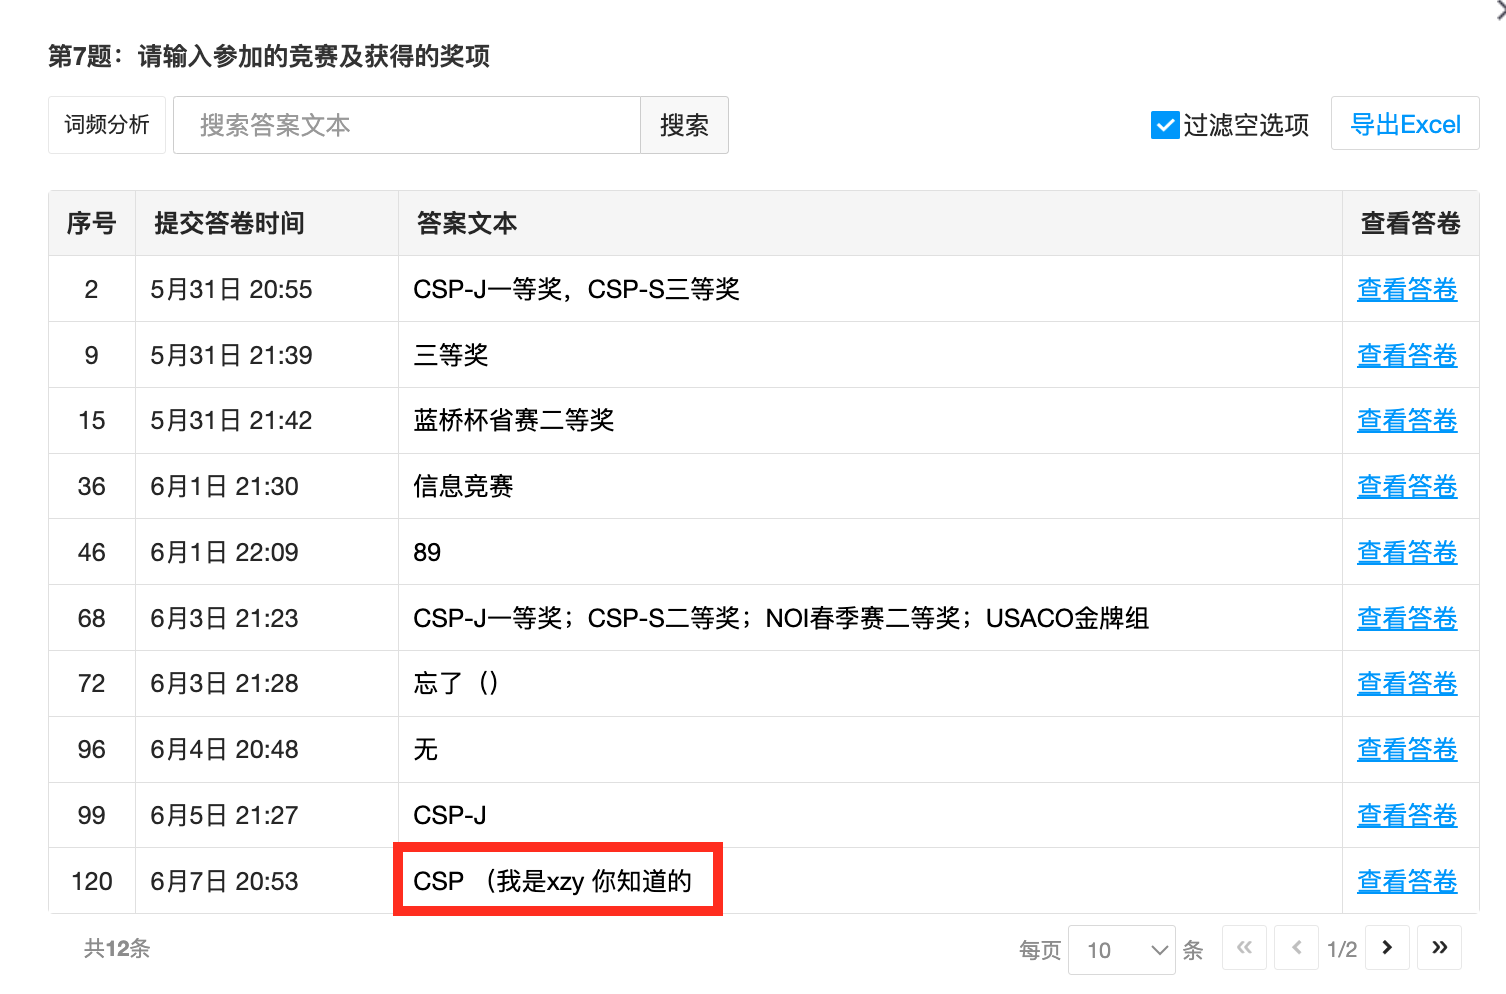 第7题：请输入参加的竞赛及获得的奖项
词频分析 搜索答案文本 搜索 过滤空选项 导出Excel
序号 提交答卷时间 答案文本 查看答卷
2 5月31日 20:55 CSP-J一等奖，CSP-S三等奖 查看答卷
9 5月31日 21:39 三等奖 查看答卷
15 5月31日 21:42 蓝桥杯省赛二等奖 查看答卷
36 6月1日 21:30 信息竞赛 查看答卷
46 6月1日 22:09 89 查看答卷
68 6月3日 21:23 CSP-J一等奖；CSP-S二等奖；NOI春季赛二等奖；USACO金牌组 查看答卷
72 6月3日 21:28 忘了（） 查看答卷
96 6月4日 20:48 无 查看答卷
99 6月5日 21:27 CSP-J 查看答卷
120 6月7日 20:53 CSP （我是xzy 你知道的 查看答卷
共12条 每页 10 条 « ‹ 1/2 › »